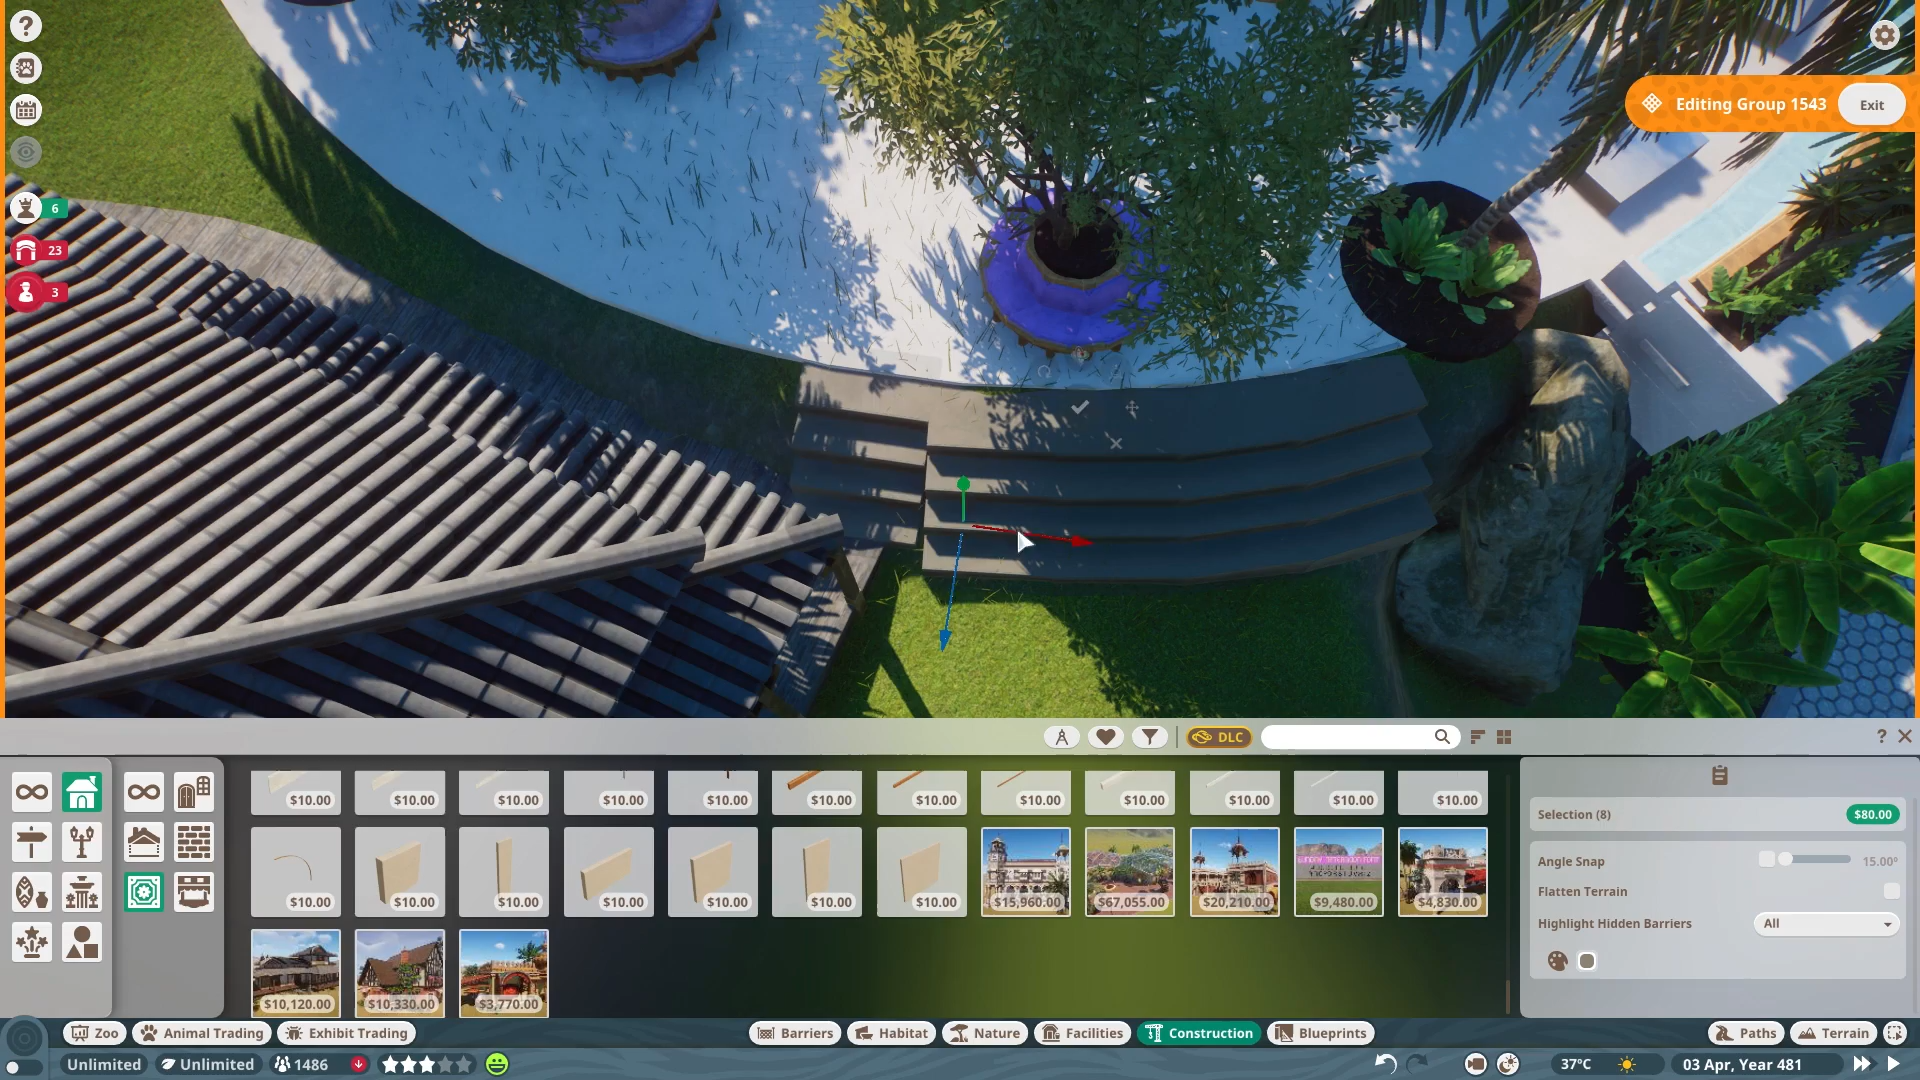 Editing Group 1543
Exit
6
23
3
DLC
$10.00 $10.00 $10.00 $10.00 $10.00 $10.00 $10.00 $10.00 $10.00 $10.00 $10.00 $10.00
$10.00 $10.00 $10.00 $10.00 $10.00 $10.00 $10.00 $15,960.00 $67,055.00 $20,210.00 $9,480.00 $4,830.00
$10,120.00 $10,330.00 $3,770.00
Selection (8) $80.00
Angle Snap 15.00°
Flatten Terrain
Highlight Hidden Barriers All
Zoo Animal Trading Exhibit Trading Barriers Habitat Nature Facilities Construction Blueprints Paths Terrain
Unlimited Unlimited 1486 37°C 03 Apr, Year 481